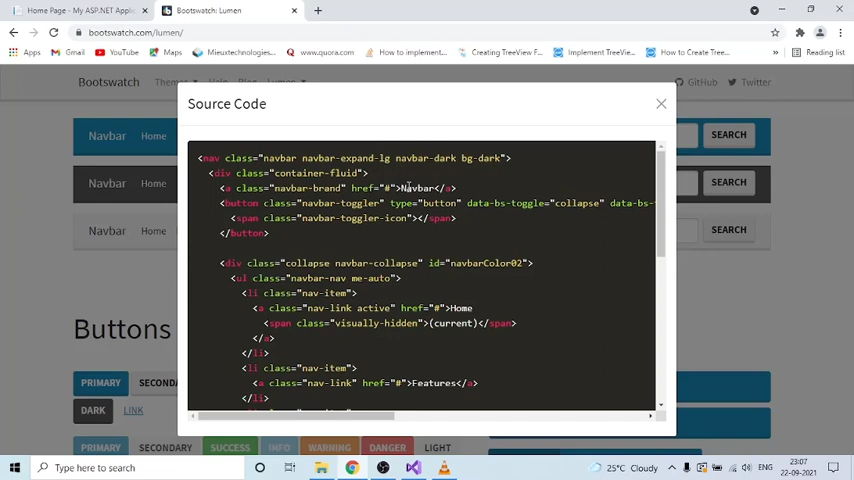 Home Page - My ASP.NET Applic
Bootswatch: Lumen
bootswatch.com/lumen/
Apps
Gmail
YouTube
Maps
Mieuxtechnologies...
www.quora.com
How to implement...
Creating TreeView F...
Implement TreeView...
How to Create Tree...
Reading list
Bootswatch
Themes
Help
Blog
Lumen
GitHub
Twitter
Source Code
Navbar
Home
SEARCH
Navbar
Home
SEARCH
Navbar
Home
SEARCH
<nav class="navbar navbar-expand-lg navbar-dark bg-dark">
<div class="container-fluid">
<a class="navbar-brand" href="#">Navbar</a>
<button class="navbar-toggler" type="button" data-bs-toggle="collapse" data-bs-
<span class="navbar-toggler-icon"></span>
</button>
<div class="collapse navbar-collapse" id="navbarColor02">
<ul class="navbar-nav me-auto">
<li class="nav-item">
<a class="nav-link active" href="#">Home
<span class="visually-hidden">(current)</span>
</a>
</li>
<li class="nav-item">
<a class="nav-link" href="#">Features</a>
</li>
Buttons
PRIMARY
SECONDA
DARK
LINK
PRIMARY
SECONDARY
SUCCESS
INFO
WARNING
DANGER
LIGHT
Type here to search
25°C Cloudy
ENG
23:07
22-09-2021